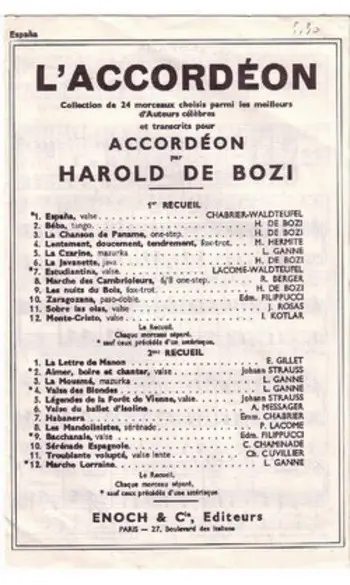 España
5,50
L'ACCORDÉON
Collection de 24 morceaux choisis parmi les meilleurs
d'Auteurs célèbres
et transcrits pour
ACCORDÉON
par
HAROLD DE BOZI
1er RECUEIL
*1. España, valse CHABRIER-WALDTEUFEL
2. Béba, tango. H. DE BOZI
3. La Chanson de Paname, one-step. H. DE BOZI
4. Lentement, doucement, tendrement, fox-trot. M. HERMITE
5. La Czarine, mazurka L. GANNE
6. La Javanette, java H. DE BOZI
*7. Estudiantina, valse. LACOME-WALDTEUFEL
8. Marche des Cambrioleurs, 6/8 one-step. R. BERGER
9. Les nuits du Bois, fox-trot. H. DE BOZI
10. Zaragozana, paso-doble. Edm. FILIPPUCCI
11. Sobre las olas, valse J. ROSAS
12. Monte-Cristo, valse I. KOTLAR
Le Recueil,
Chaque morceau séparé,
* sauf ceux précédés d'une astérisque.
2me RECUEIL
1. La Lettre de Manon E. GILLET
*2. Aimer, boire et chanter, valse Johann STRAUSS
3. La Mousmé, mazurka L. GANNE
*4. Valse des Blondes L. GANNE
5. Légendes de la Forêt de Vienne, valse Johann STRAUSS
6. Valse du ballet d'Isoline A. MESSAGER
7. Habanera Emm. CHABRIER
8. Les Mandolinistes, sérénade P. LACOME
*9. Bacchanale, valse Edm. FILIPPUCCI
10. Sérénade Espagnole C. CHAMINADE
11. Troublante volupté, valse lente Ch. CUVILLIER
*12. Marche Lorraine L. GANNE
Le Recueil,
Chaque morceau séparé,
* sauf ceux précédés d'une astérisque
ENOCH & Cie, Editeurs
PARIS — 27, Boulevard des Italiens